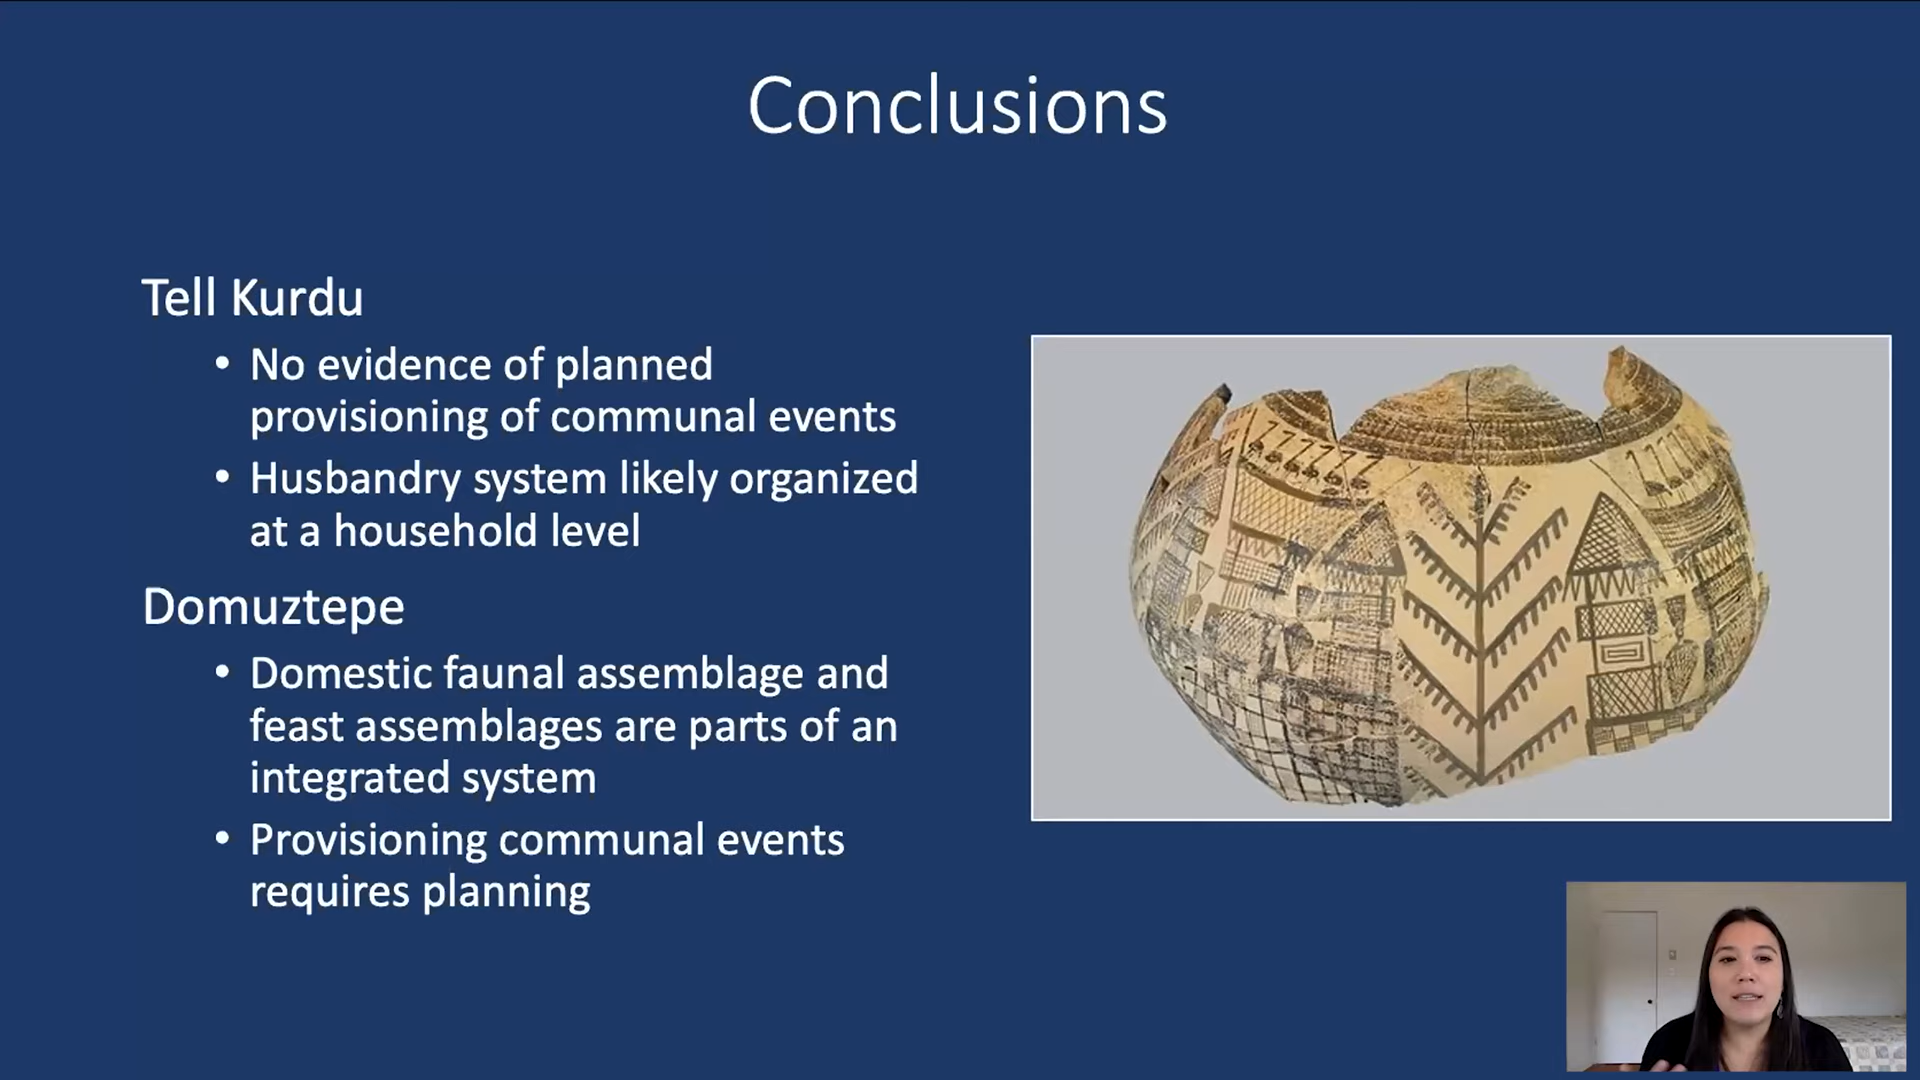 Conclusions
Tell Kurdu
• No evidence of planned
provisioning of communal events
• Husbandry system likely organized
at a household level
Domuztepe
• Domestic faunal assemblage and
feast assemblages are parts of an
integrated system
• Provisioning communal events
requires planning